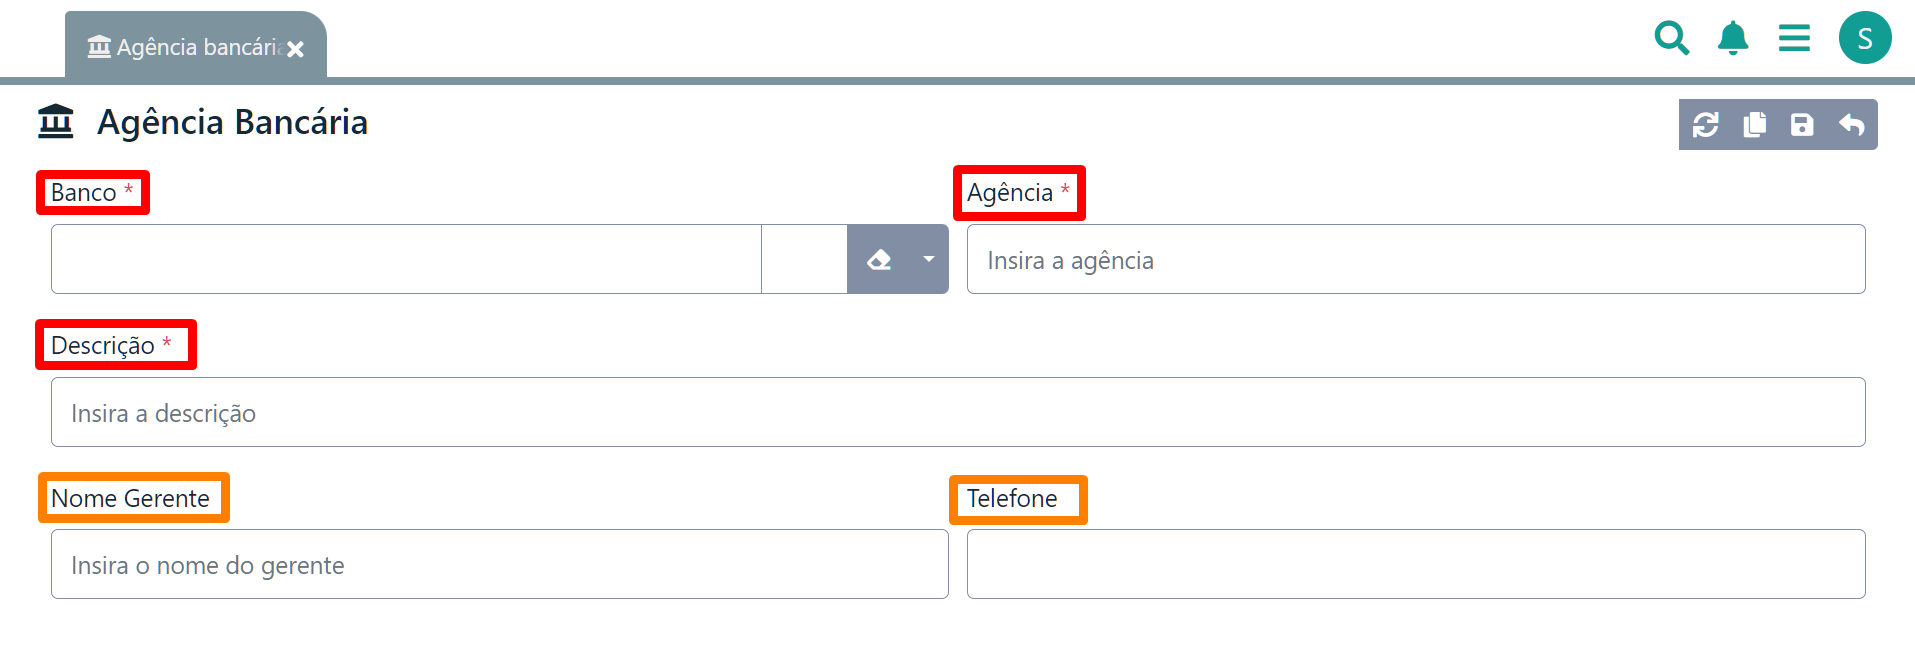 Agência bancári
S
Agência Bancária
Banco *
Agência *
Insira a agência
Descrição *
Insira a descrição
Nome Gerente
Telefone
Insira o nome do gerente